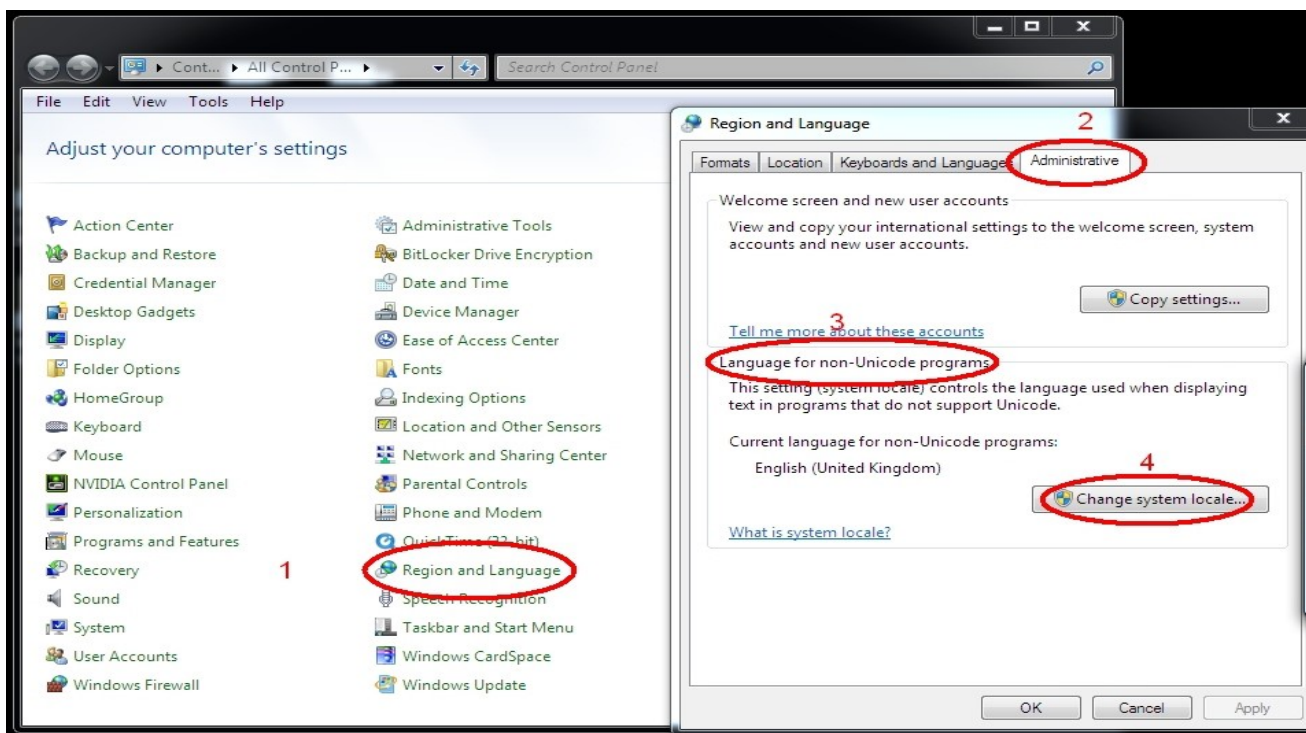 Cont... All Control P...
Search Control Panel
File Edit View Tools Help
Adjust your computer's settings
Action Center
Backup and Restore
Credential Manager
Desktop Gadgets
Display
Folder Options
HomeGroup
Keyboard
Mouse
NVIDIA Control Panel
Personalization
Programs and Features
Recovery
Sound
System
User Accounts
Windows Firewall
1
Administrative Tools
BitLocker Drive Encryption
Date and Time
Device Manager
Ease of Access Center
Fonts
Indexing Options
Location and Other Sensors
Network and Sharing Center
Parental Controls
Phone and Modem
QuickTime (32-bit)
Region and Language
Speech Recognition
Taskbar and Start Menu
Windows CardSpace
Windows Update
Region and Language
2
Formats Location Keyboards and Languages Administrative
Welcome screen and new user accounts
View and copy your international settings to the welcome screen, system
accounts and new user accounts.
Copy settings...
3
Tell me more about these accounts
Language for non-Unicode programs
This setting (system locale) controls the language used when displaying
text in programs that do not support Unicode.
Current language for non-Unicode programs:
English (United Kingdom)
4
Change system locale...
What is system locale?
OK Cancel Apply